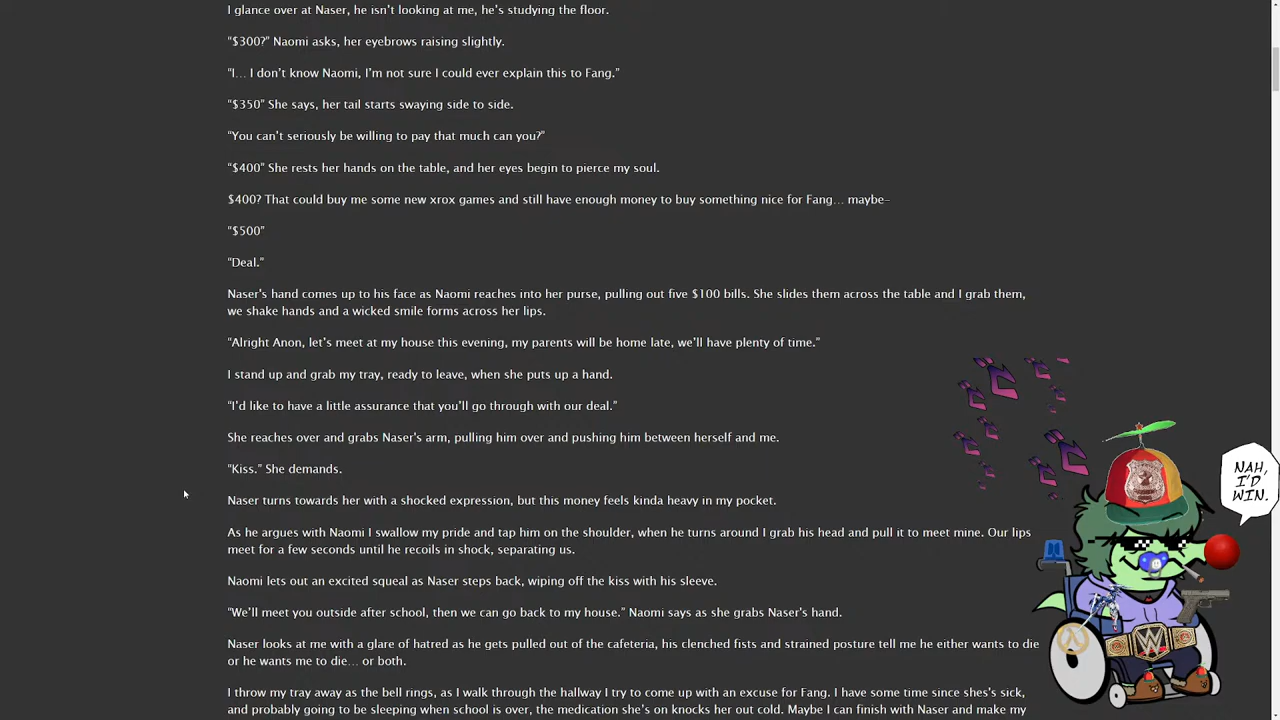 I glance over at Naser, he isn't looking at me, he's studying the floor.
"$300?" Naomi asks, her eyebrows raising slightly.
"I… I don't know Naomi, I'm not sure I could ever explain this to Fang."
"$350" She says, her tail starts swaying side to side.
"You can't seriously be willing to pay that much can you?"
"$400" She rests her hands on the table, and her eyes begin to pierce my soul.
$400? That could buy me some new xrox games and still have enough money to buy something nice for Fang… maybe-
"$500"
"Deal."
Naser's hand comes up to his face as Naomi reaches into her purse, pulling out five $100 bills. She slides them across the table and I grab them,
we shake hands and a wicked smile forms across her lips.
"Alright Anon, let's meet at my house this evening, my parents will be home late, we'll have plenty of time."
I stand up and grab my tray, ready to leave, when she puts up a hand.
"I'd like to have a little assurance that you'll go through with our deal."
She reaches over and grabs Naser's arm, pulling him over and pushing him between herself and me.
"Kiss." She demands.
Naser turns towards her with a shocked expression, but this money feels kinda heavy in my pocket.
As he argues with Naomi I swallow my pride and tap him on the shoulder, when he turns around I grab his head and pull it to meet mine. Our lips
meet for a few seconds until he recoils in shock, separating us.
Naomi lets out an excited squeal as Naser steps back, wiping off the kiss with his sleeve.
"We'll meet you outside after school, then we can go back to my house." Naomi says as she grabs Naser's hand.
Naser looks at me with a glare of hatred as he gets pulled out of the cafeteria, his clenched fists and strained posture tell me he either wants to die
or he wants me to die… or both.
I throw my tray away as the bell rings, as I walk through the hallway I try to come up with an excuse for Fang. I have some time since shes's sick,
and probably going to be sleeping when school is over, the medication she's on knocks her out cold. Maybe I can finish with Naser and make my
NAH,
I'D
WIN.
W